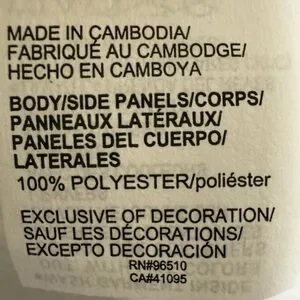 MADE IN CAMBODIA/
FABRIQUÉ AU CAMBODGE/
HECHO EN CAMBOYA
BODY/SIDE PANELS/CORPS/
PANNEAUX LATÉRAUX/
PANELES DEL CUERPO/
LATERALES
100% POLYESTER/poliéster
EXCLUSIVE OF DECORATION/
SAUF LES DÉCORATIONS/
EXCEPTO DECORACIÓN
RN#96510
CA#41095